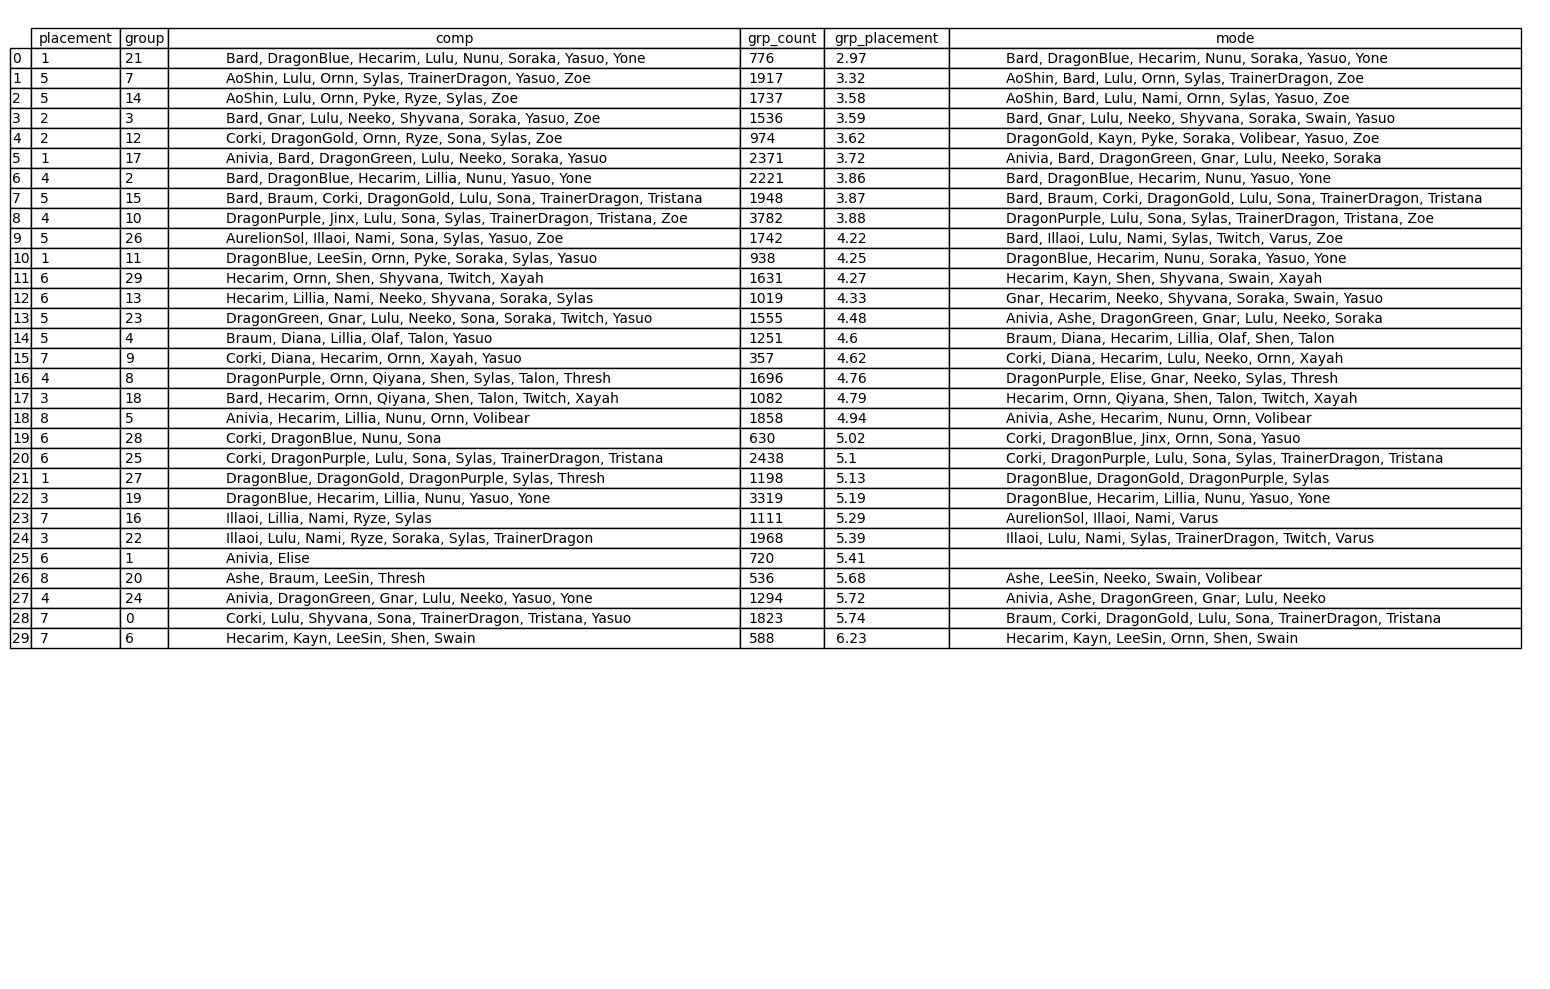 placement group comp grp_count grp_placement mode
0 1 21 Bard, DragonBlue, Hecarim, Lulu, Nunu, Soraka, Yasuo, Yone 776 2.97 Bard, DragonBlue, Hecarim, Nunu, Soraka, Yasuo, Yone
1 5 7 AoShin, Lulu, Ornn, Sylas, TrainerDragon, Yasuo, Zoe 1917 3.32 AoShin, Bard, Lulu, Ornn, Sylas, TrainerDragon, Zoe
2 5 14 AoShin, Lulu, Ornn, Pyke, Ryze, Sylas, Zoe 1737 3.58 AoShin, Bard, Lulu, Nami, Ornn, Sylas, Yasuo, Zoe
3 2 3 Bard, Gnar, Lulu, Neeko, Shyvana, Soraka, Yasuo, Zoe 1536 3.59 Bard, Gnar, Lulu, Neeko, Shyvana, Soraka, Swain, Yasuo
4 2 12 Corki, DragonGold, Ornn, Ryze, Sona, Sylas, Zoe 974 3.62 DragonGold, Kayn, Pyke, Soraka, Volibear, Yasuo, Zoe
5 1 17 Anivia, Bard, DragonGreen, Lulu, Neeko, Soraka, Yasuo 2371 3.72 Anivia, Bard, DragonGreen, Gnar, Lulu, Neeko, Soraka
6 4 2 Bard, DragonBlue, Hecarim, Lillia, Nunu, Yasuo, Yone 2221 3.86 Bard, DragonBlue, Hecarim, Nunu, Yasuo, Yone
7 5 15 Bard, Braum, Corki, DragonGold, Lulu, Sona, TrainerDragon, Tristana 1948 3.87 Bard, Braum, Corki, DragonGold, Lulu, Sona, TrainerDragon, Tristana
8 4 10 DragonPurple, Jinx, Lulu, Sona, Sylas, TrainerDragon, Tristana, Zoe 3782 3.88 DragonPurple, Lulu, Sona, Sylas, TrainerDragon, Tristana, Zoe
9 5 26 AurelionSol, Illaoi, Nami, Sona, Sylas, Yasuo, Zoe 1742 4.22 Bard, Illaoi, Lulu, Nami, Sylas, Twitch, Varus, Zoe
10 1 11 DragonBlue, LeeSin, Ornn, Pyke, Soraka, Sylas, Yasuo 938 4.25 DragonBlue, Hecarim, Nunu, Soraka, Yasuo, Yone
11 6 29 Hecarim, Ornn, Shen, Shyvana, Twitch, Xayah 1631 4.27 Hecarim, Kayn, Shen, Shyvana, Swain, Xayah
12 6 13 Hecarim, Lillia, Nami, Neeko, Shyvana, Soraka, Sylas 1019 4.33 Gnar, Hecarim, Neeko, Shyvana, Soraka, Swain, Yasuo
13 5 23 DragonGreen, Gnar, Lulu, Neeko, Sona, Soraka, Twitch, Yasuo 1555 4.48 Anivia, Ashe, DragonGreen, Gnar, Lulu, Neeko, Soraka
14 5 4 Braum, Diana, Lillia, Olaf, Talon, Yasuo 1251 4.6 Braum, Diana, Hecarim, Lillia, Olaf, Shen, Talon
15 7 9 Corki, Diana, Hecarim, Ornn, Xayah, Yasuo 357 4.62 Corki, Diana, Hecarim, Lulu, Neeko, Ornn, Xayah
16 4 8 DragonPurple, Ornn, Qiyana, Shen, Sylas, Talon, Thresh 1696 4.76 DragonPurple, Elise, Gnar, Neeko, Sylas, Thresh
17 3 18 Bard, Hecarim, Ornn, Qiyana, Shen, Talon, Twitch, Xayah 1082 4.79 Hecarim, Ornn, Qiyana, Shen, Talon, Twitch, Xayah
18 8 5 Anivia, Hecarim, Lillia, Nunu, Ornn, Volibear 1858 4.94 Anivia, Ashe, Hecarim, Nunu, Ornn, Volibear
19 6 28 Corki, DragonBlue, Nunu, Sona 630 5.02 Corki, DragonBlue, Jinx, Ornn, Sona, Yasuo
20 6 25 Corki, DragonPurple, Lulu, Sona, Sylas, TrainerDragon, Tristana 2438 5.1 Corki, DragonPurple, Lulu, Sona, Sylas, TrainerDragon, Tristana
21 1 27 DragonBlue, DragonGold, DragonPurple, Sylas, Thresh 1198 5.13 DragonBlue, DragonGold, DragonPurple, Sylas
22 3 19 DragonBlue, Hecarim, Lillia, Nunu, Yasuo, Yone 3319 5.19 DragonBlue, Hecarim, Lillia, Nunu, Yasuo, Yone
23 7 16 Illaoi, Lillia, Nami, Ryze, Sylas 1111 5.29 AurelionSol, Illaoi, Nami, Varus
24 3 22 Illaoi, Lulu, Nami, Ryze, Soraka, Sylas, TrainerDragon 1968 5.39 Illaoi, Lulu, Nami, Sylas, TrainerDragon, Twitch, Varus
25 6 1 Anivia, Elise 720 5.41
26 8 20 Ashe, Braum, LeeSin, Thresh 536 5.68 Ashe, LeeSin, Neeko, Swain, Volibear
27 4 24 Anivia, DragonGreen, Gnar, Lulu, Neeko, Yasuo, Yone 1294 5.72 Anivia, Ashe, DragonGreen, Gnar, Lulu, Neeko
28 7 0 Corki, Lulu, Shyvana, Sona, TrainerDragon, Tristana, Yasuo 1823 5.74 Braum, Corki, DragonGold, Lulu, Sona, TrainerDragon, Tristana
29 7 6 Hecarim, Kayn, LeeSin, Shen, Swain 588 6.23 Hecarim, Kayn, LeeSin, Ornn, Shen, Swain